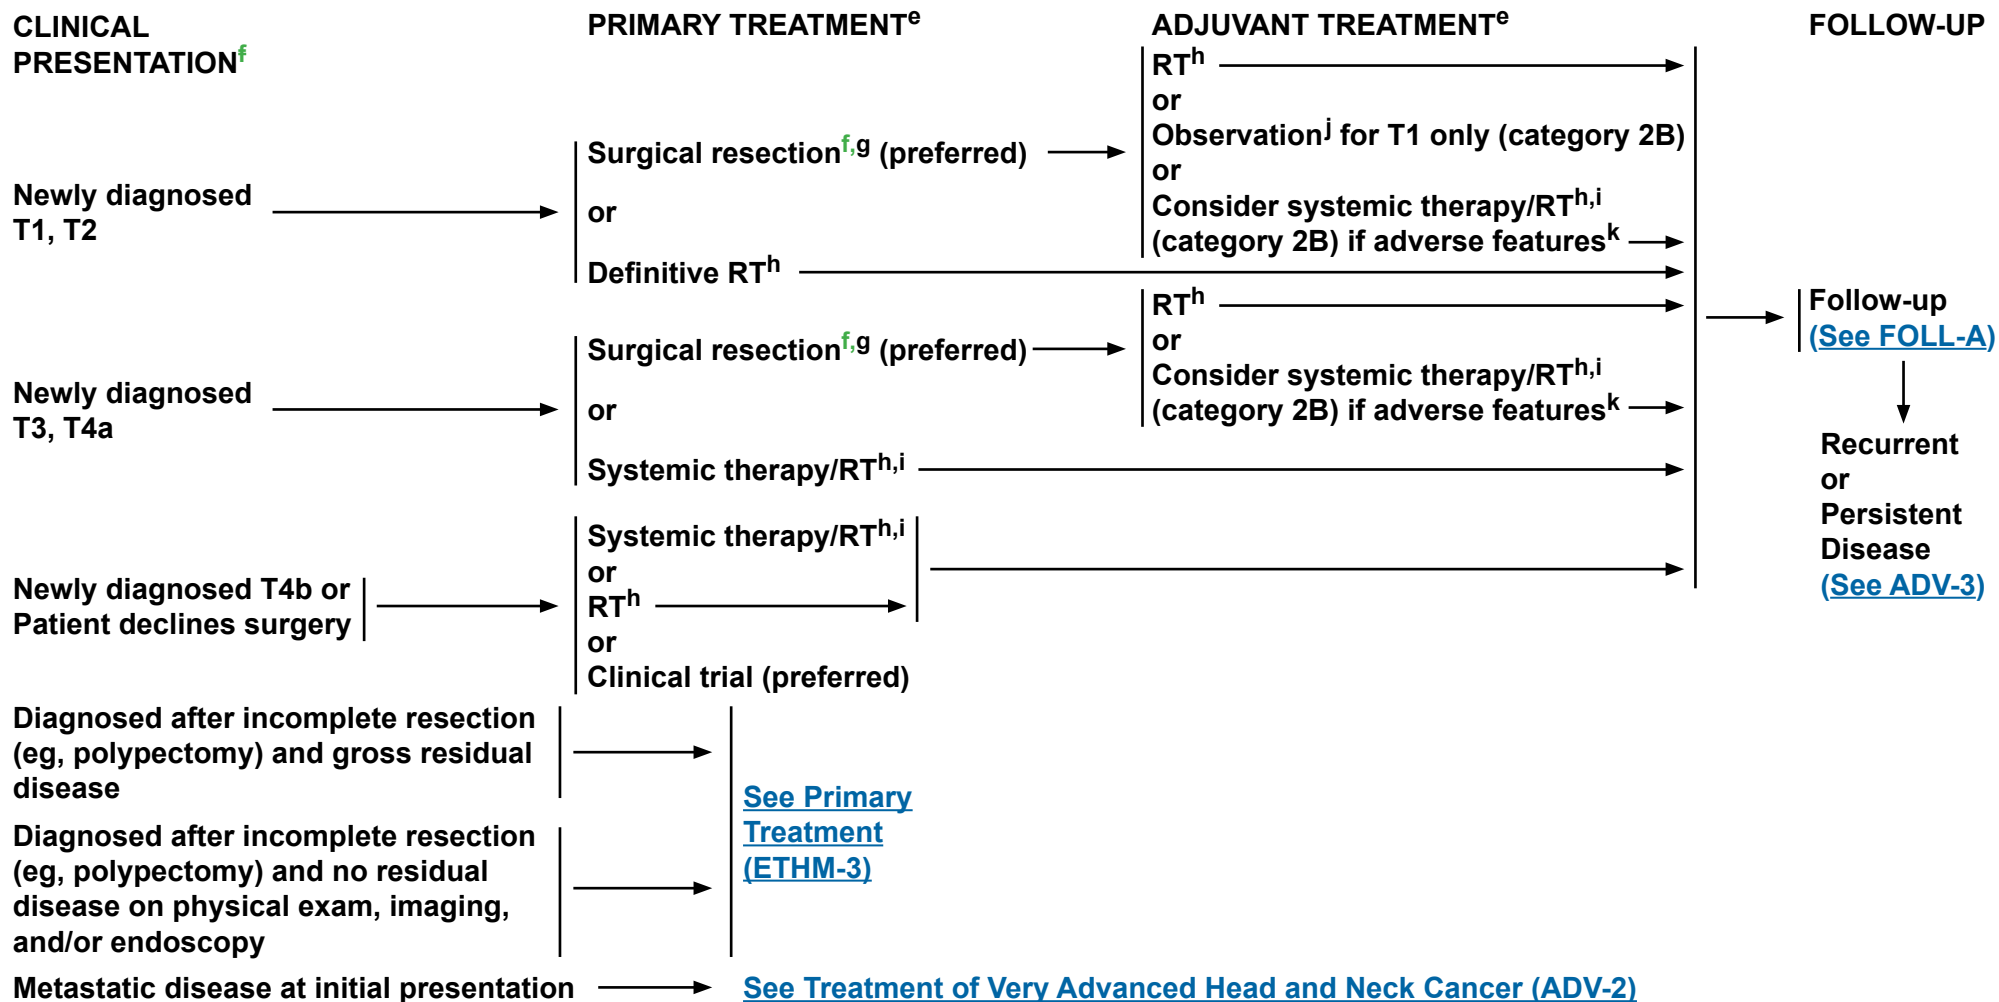 CLINICAL
PRESENTATIONf
PRIMARY TREATMENTe
ADJUVANT TREATMENTe
FOLLOW-UP
Newly diagnosed
T1, T2
Surgical resectionf,g (preferred)
or
Definitive RTh
RTh
or
Observationj for T1 only (category 2B)
or
Consider systemic therapy/RTh,i
(category 2B) if adverse featuresk
Newly diagnosed
T3, T4a
Surgical resectionf,g (preferred)
or
Systemic therapy/RTh,i
RTh
or
Consider systemic therapy/RTh,i
(category 2B) if adverse featuresk
Follow-up
(See FOLL-A)
Recurrent
or
Persistent
Disease
(See ADV-3)
Newly diagnosed T4b or
Patient declines surgery
Systemic therapy/RTh,i
or
RTh
or
Clinical trial (preferred)
Diagnosed after incomplete resection
(eg, polypectomy) and gross residual
disease
Diagnosed after incomplete resection
(eg, polypectomy) and no residual
disease on physical exam, imaging,
and/or endoscopy
See Primary
Treatment
(ETHM-3)
Metastatic disease at initial presentation
See Treatment of Very Advanced Head and Neck Cancer (ADV-2)